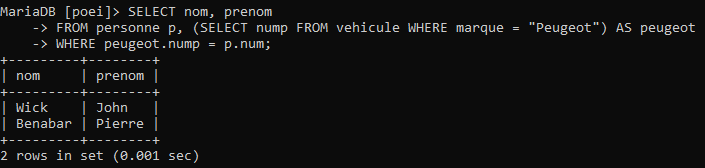 MariaDB [poei]> SELECT nom, prenom
    -> FROM personne p, (SELECT nump FROM vehicule WHERE marque = "Peugeot") AS peugeot
    -> WHERE peugeot.nump = p.num;
+---------+--------+
| nom     | prenom |
+---------+--------+
| Wick    | John   |
| Benabar | Pierre |
+---------+--------+
2 rows in set (0.001 sec)